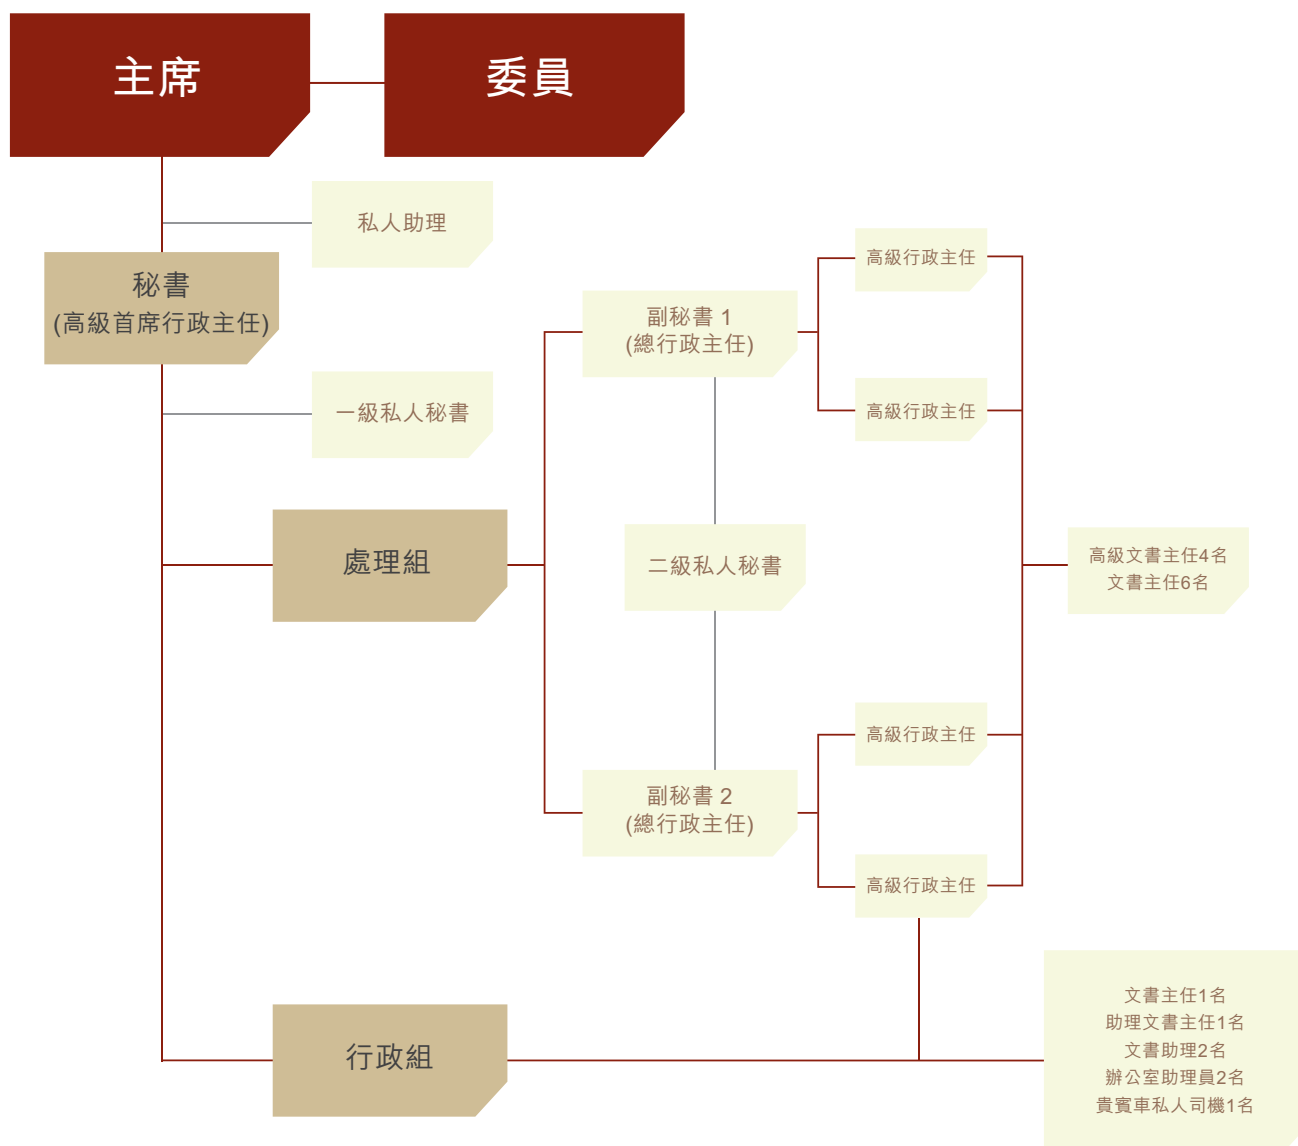 主席
委員
私人助理
秘書
(高級首席行政主任)
一級私人秘書
處理組
副秘書 1
(總行政主任)
高級行政主任
高級行政主任
二級私人秘書
高級文書主任4名
文書主任6名
副秘書 2
(總行政主任)
高級行政主任
高級行政主任
行政組
文書主任1名
助理文書主任1名
文書助理2名
辦公室助理員2名
貴賓車私人司機1名